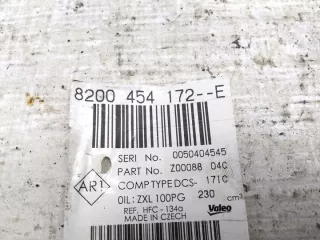 8200 454 172--E
SERI No. 0050404545
PART No. Z00088 04C
ART COMP TYPE DCS- 171C
OIL: ZXL 100PG 230 cm³
REF. HFC-134a
MADE IN CZECH Valeo